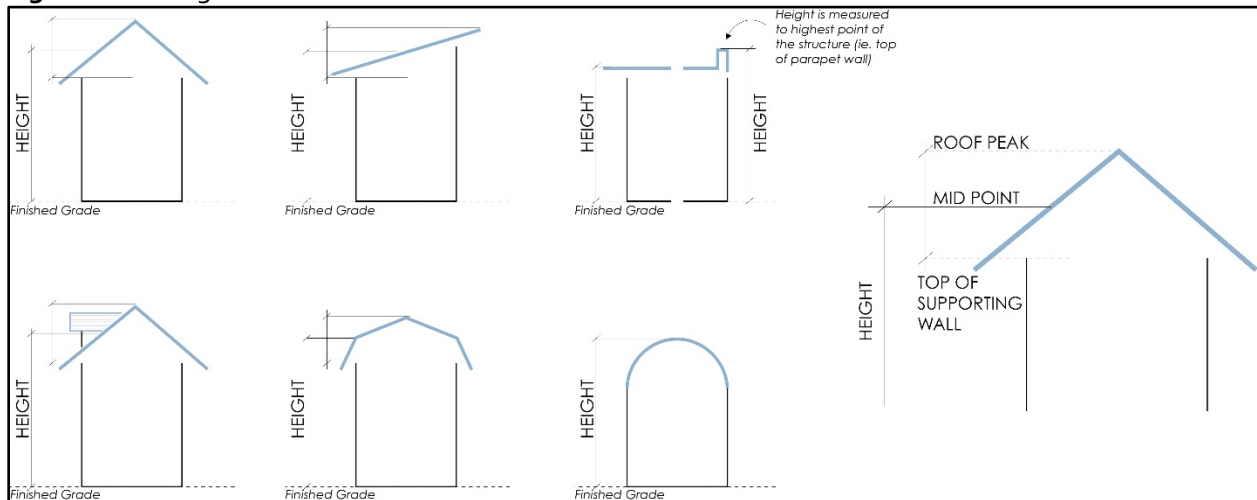 Height is measured
to highest point of
the structure (ie. top
of parapet wall)
HEIGHT
HEIGHT
HEIGHT
HEIGHT
Finished Grade
Finished Grade
Finished Grade
ROOF PEAK
MID POINT
TOP OF
SUPPORTING
WALL
HEIGHT
HEIGHT
HEIGHT
HEIGHT
Finished Grade
Finished Grade
Finished Grade